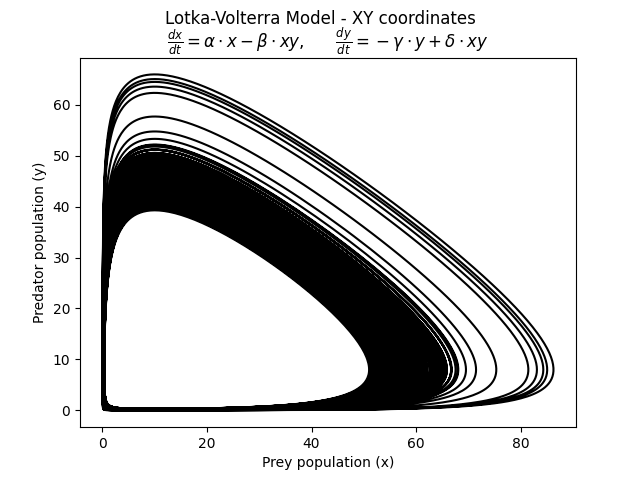 Lotka-Volterra Model - XY coordinates
dx/dt = α · x − β · xy,    dy/dt = − γ · y + δ · xy
60
50
40
30
20
10
0
Predator population (y)
0 20 40 60 80
Prey population (x)